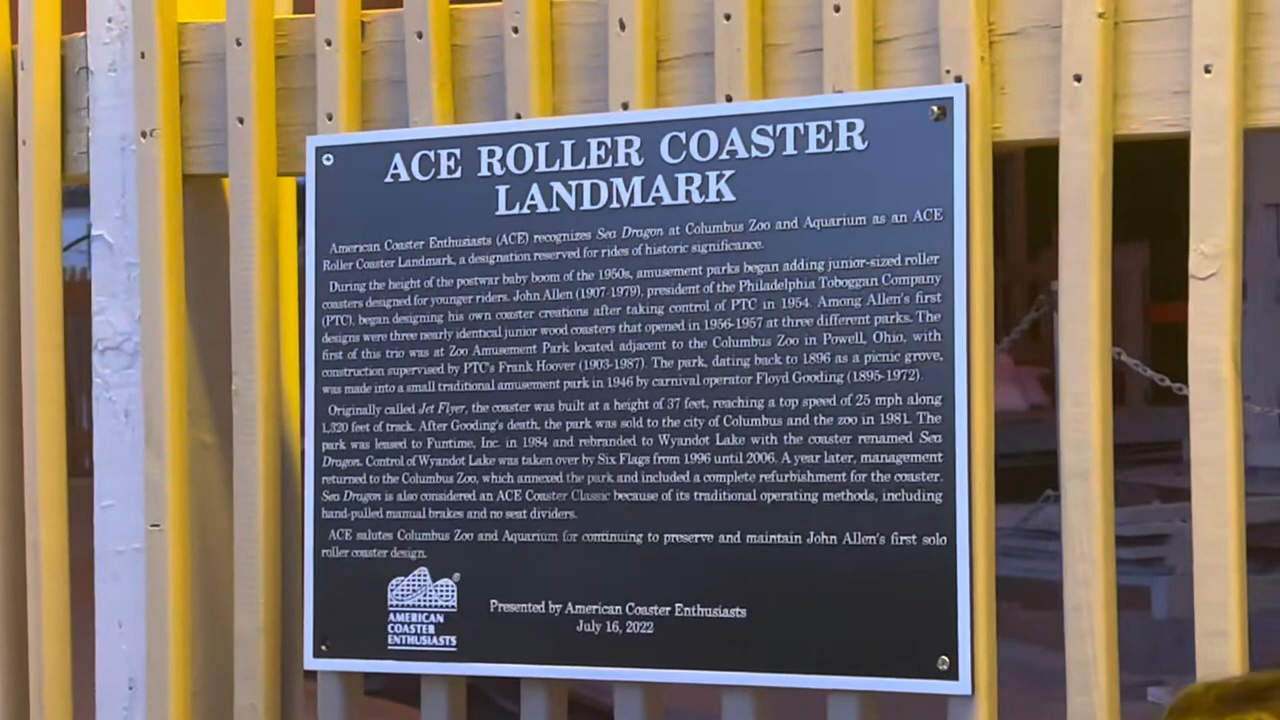 ACE ROLLER COASTER
LANDMARK
American Coaster Enthusiasts (ACE) recognizes Sea Dragon at Columbus Zoo and Aquarium as an ACE
Roller Coaster Landmark, a designation reserved for rides of historic significance.
During the height of the postwar baby boom of the 1950s, amusement parks began adding junior-sized roller
coasters designed for younger riders. John Allen (1907-1979), president of the Philadelphia Toboggan Company
(PTC), began designing his own coaster creations after taking control of PTC in 1954. Among Allen's first
designs were three nearly identical junior wood coasters that opened in 1956-1957 at three different parks. The
first of this trio was at Zoo Amusement Park located adjacent to the Columbus Zoo in Powell, Ohio, with
construction supervised by PTC's Frank Hoover (1903-1987). The park, dating back to 1896 as a picnic grove,
was made into a small traditional amusement park in 1946 by carnival operator Floyd Gooding (1895-1972).
Originally called Jet Flyer, the coaster was built at a height of 37 feet, reaching a top speed of 25 mph along
1,320 feet of track. After Gooding's death, the park was sold to the city of Columbus and the zoo in 1981. The
park was leased to Funtime, Inc. in 1984 and rebranded to Wyandot Lake with the coaster renamed Sea
Dragon. Control of Wyandot Lake was taken over by Six Flags from 1996 until 2006. A year later, management
returned to the Columbus Zoo, which annexed the park and included a complete refurbishment for the coaster.
Sea Dragon is also considered an ACE Coaster Classic because of its traditional operating methods, including
hand-pulled manual brakes and no seat dividers.
ACE salutes Columbus Zoo and Aquarium for continuing to preserve and maintain John Allen's first solo
roller coaster design.
®
AMERICAN
COASTER
ENTHUSIASTS
Presented by American Coaster Enthusiasts
July 16, 2022